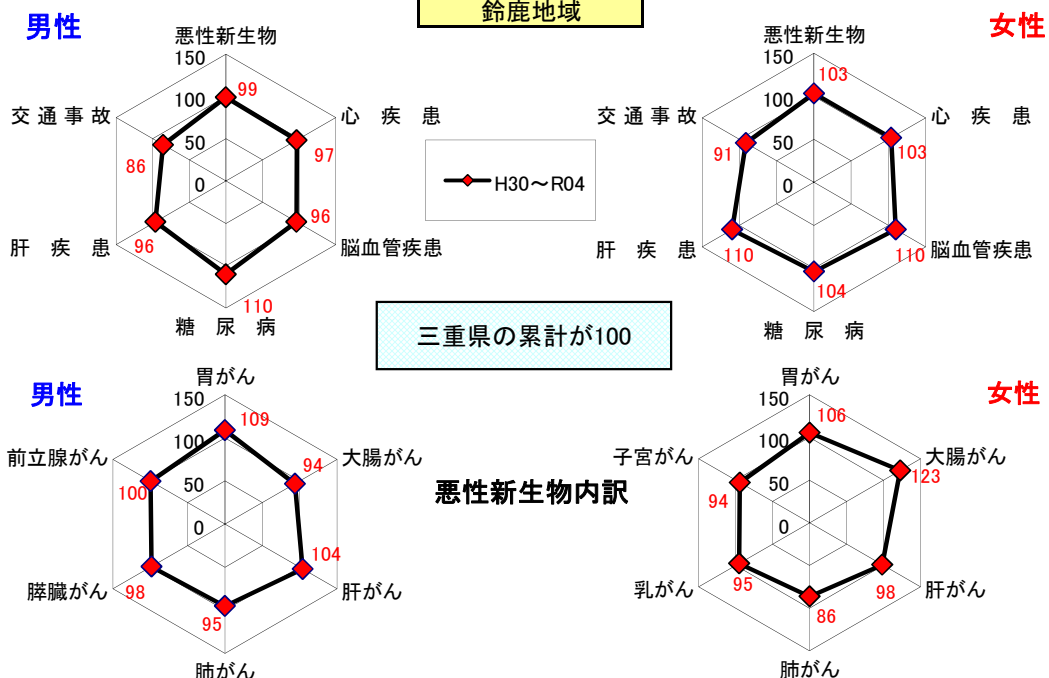 鈴鹿地域
男性
悪性新生物
150
100
50
0
99
心 疾 患
97
脳血管疾患
96
糖 尿 病
110
肝 疾 患
96
交 通 事 故
86
H30～R04
女性
悪性新生物
150
100
50
0
103
心 疾 患
103
脳血管疾患
110
糖 尿 病
104
肝 疾 患
110
交 通 事 故
91
三重県の累計が100
男性
胃がん
150
100
50
0
109
大腸がん
94
肝がん
104
肺がん
95
膵臓がん
98
前立腺がん
100
悪性新生物内訳
女性
胃がん
150
100
50
0
106
大腸がん
123
肝がん
98
肺がん
86
乳がん
95
子宮がん
94